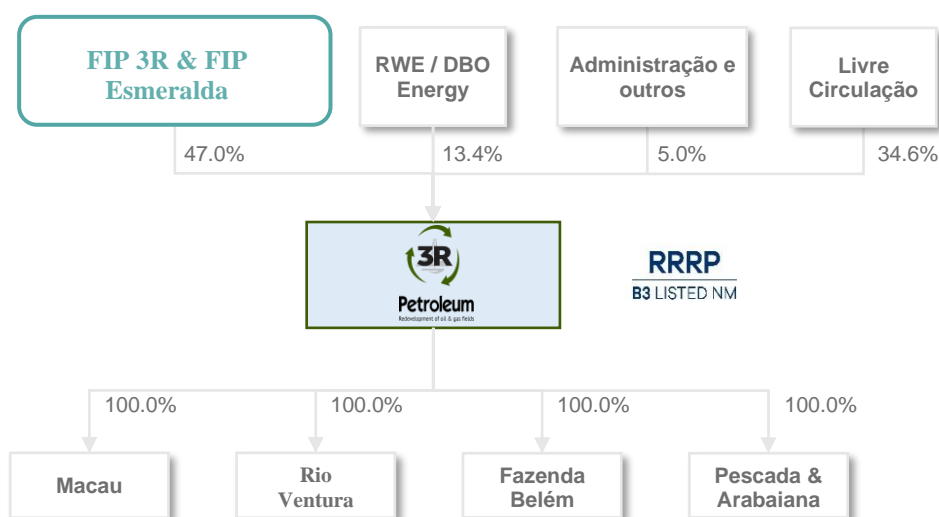 FIP 3R & FIP
Esmeralda
RWE / DBO
Energy
Administração e
outros
Livre
Circulação
47.0%
13.4%
5.0%
34.6%
3R
Petroleum
Redevelopment of oil & gas fields
RRRP
B3 LISTED NM
100.0%
100.0%
100.0%
100.0%
Macau
Rio
Ventura
Fazenda
Belém
Pescada &
Arabaiana